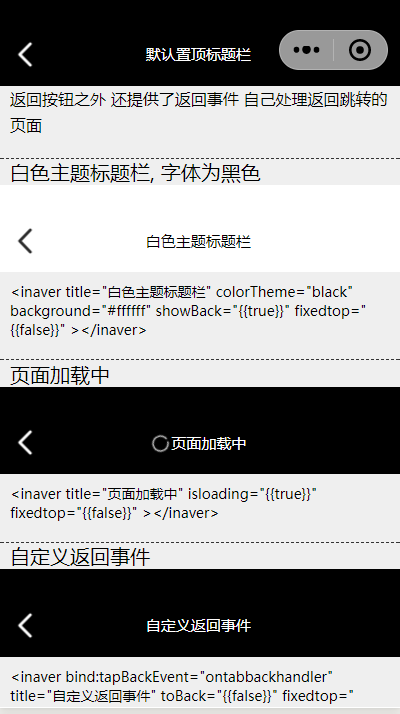 默认置顶标题栏
返回按钮之外 还提供了返回事件 自己处理返回跳转的
页面
白色主题标题栏, 字体为黑色
白色主题标题栏
<inaver title="白色主题标题栏" colorTheme="black"
background="#ffffff" showBack="{{true}}" fixedtop="
{{false}}" ></inaver>
页面加载中
页面加载中
<inaver title="页面加载中" isloading="{{true}}"
fixedtop="{{false}}" ></inaver>
自定义返回事件
自定义返回事件
<inaver bind:tapBackEvent="ontabbackhandler"
title="自定义返回事件" toBack="{{false}}" fixedtop="